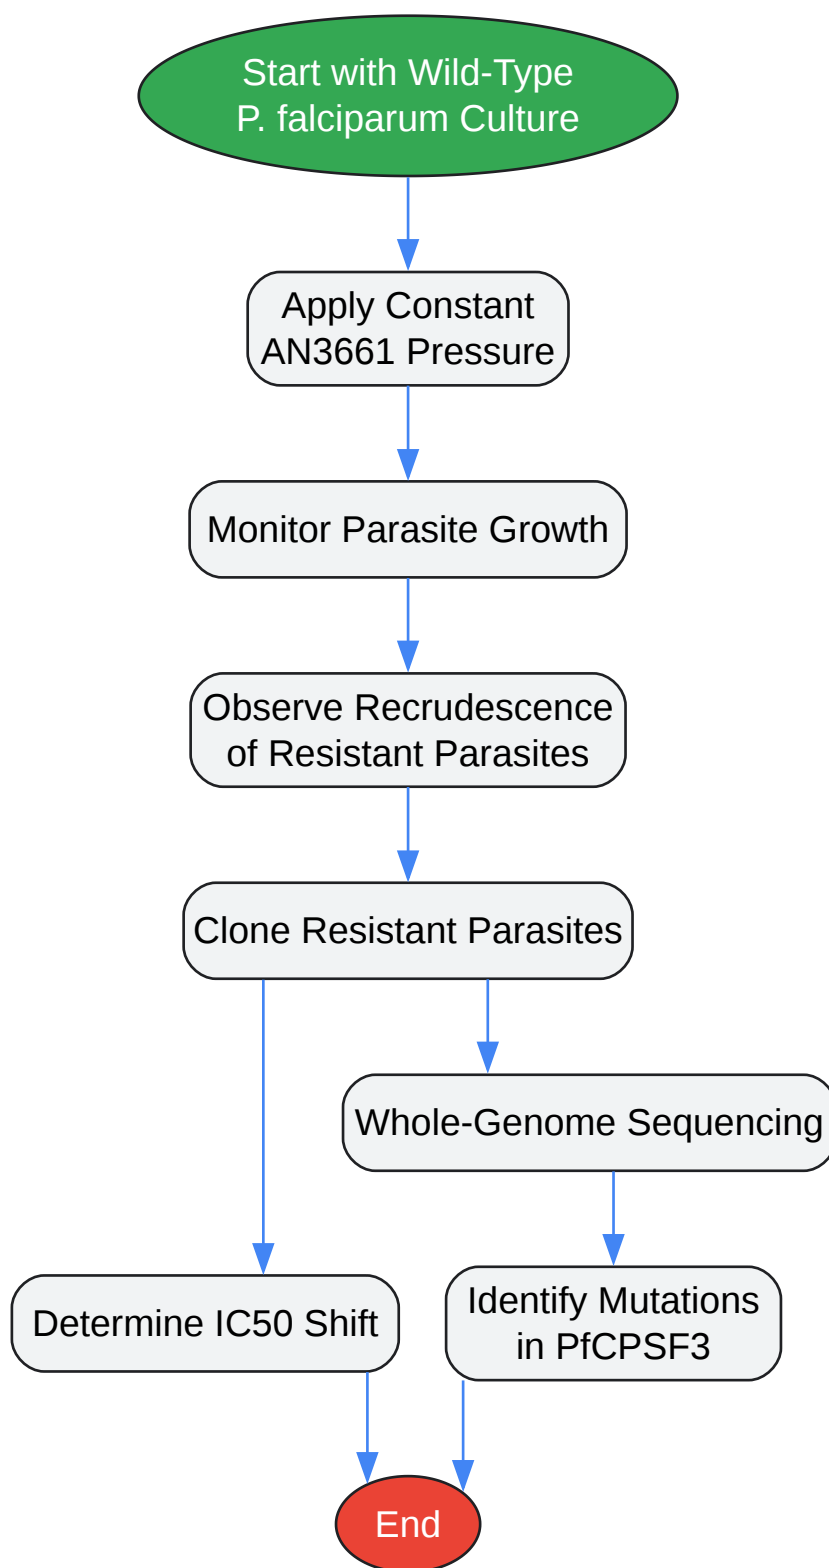 Start with Wild-Type
P. falciparum Culture
Apply Constant
AN3661 Pressure
Monitor Parasite Growth
Observe Recrudescence
of Resistant Parasites
Clone Resistant Parasites
Whole-Genome Sequencing
Determine IC50 Shift
Identify Mutations
in PfCPSF3
End